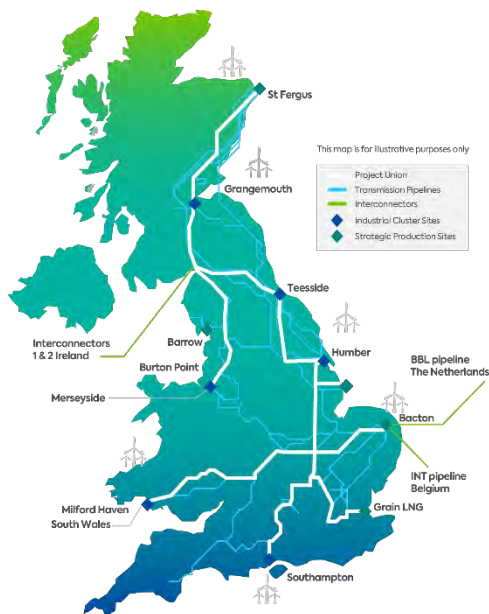 St Fergus
This map is for illustrative purposes only
Project Union
Transmission Pipelines
Interconnectors
Industrial Cluster Sites
Strategic Production Sites
Grangemouth
Teesside
Interconnectors
1 & 2 Ireland
Barrow
Humber
Burton Point
BBL pipeline
The Netherlands
Merseyside
Bacton
INT pipeline
Belgium
Milford Haven
South Wales
Grain LNG
Southampton